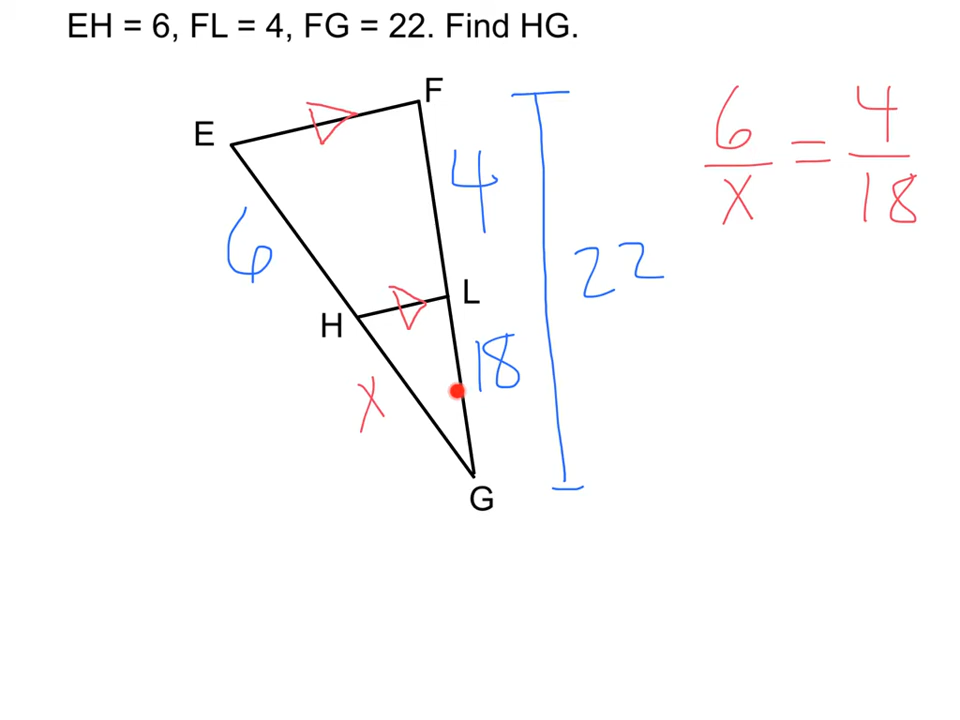 EH = 6, FL = 4, FG = 22. Find HG.
F
E
6/x = 4/18
4
6
22
L
H
18
x
G